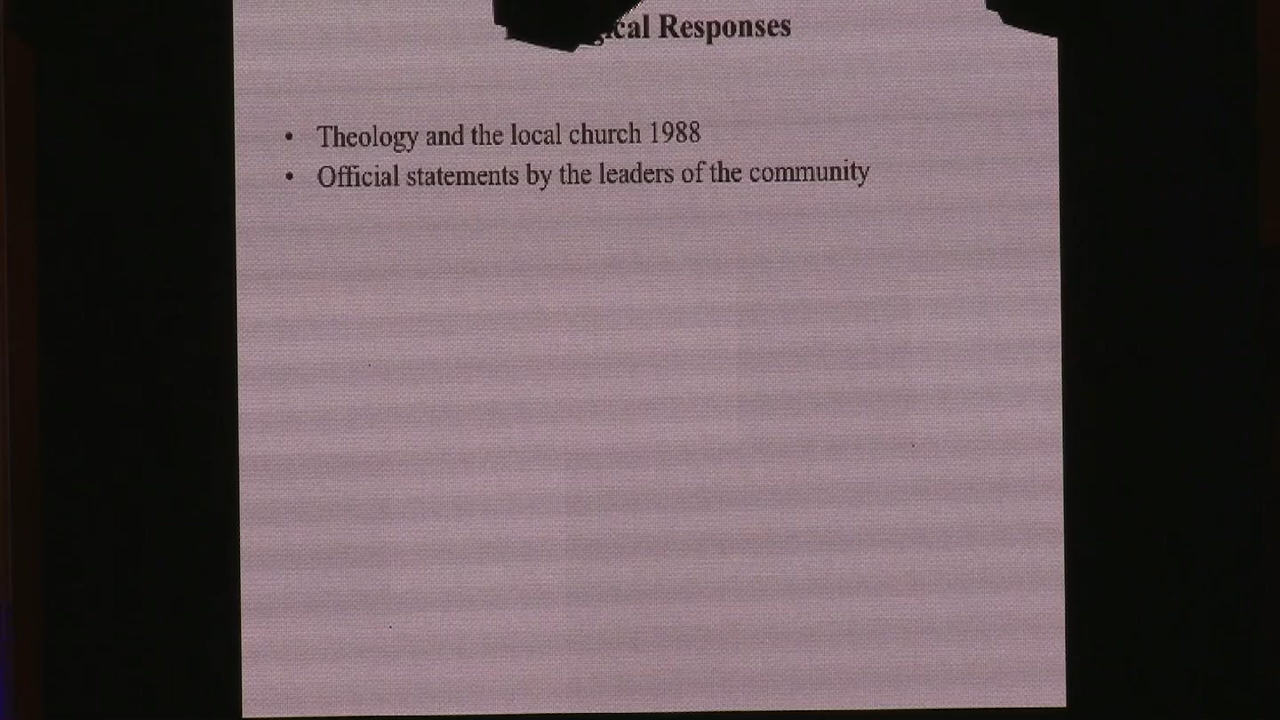 Responses
• Theology and the local church 1988
• Official statements by the leaders of the community